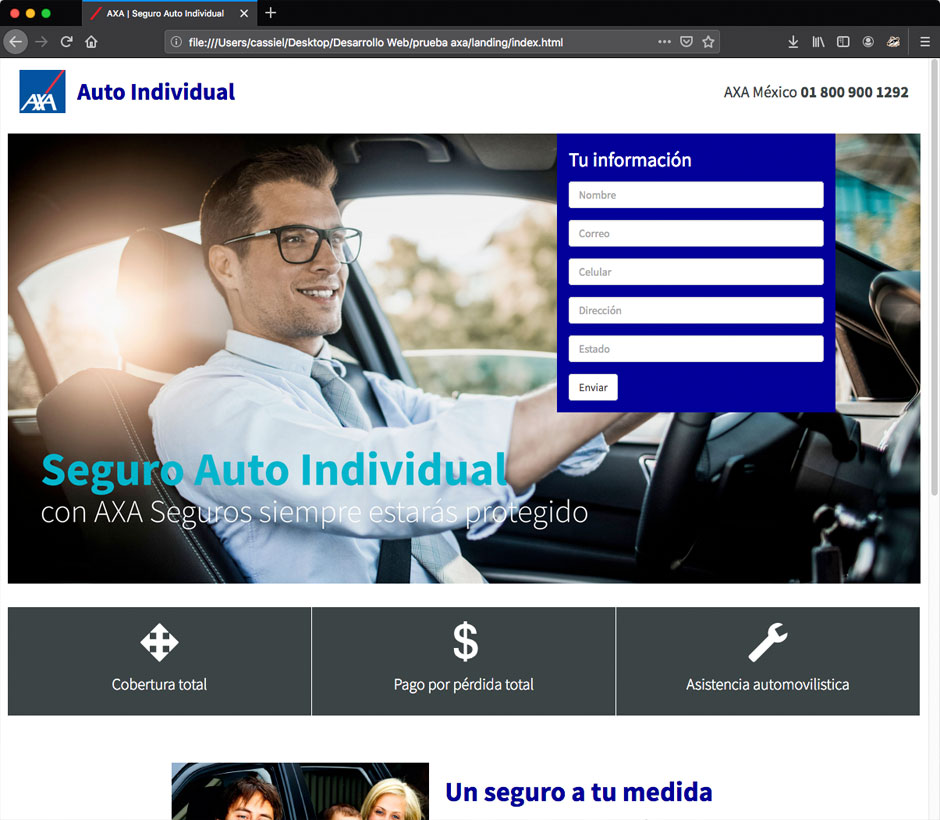 AXA | Seguro Auto Individual
file:///Users/cassiel/Desktop/Desarrollo Web/prueba axa/landing/index.html
AXA
Auto Individual
AXA México 01 800 900 1292
Tu información
Nombre
Correo
Celular
Dirección
Estado
Enviar
Seguro Auto Individual
con AXA Seguros siempre estarás protegido
$
Cobertura total
Pago por pérdida total
Asistencia automovilistica
Un seguro a tu medida